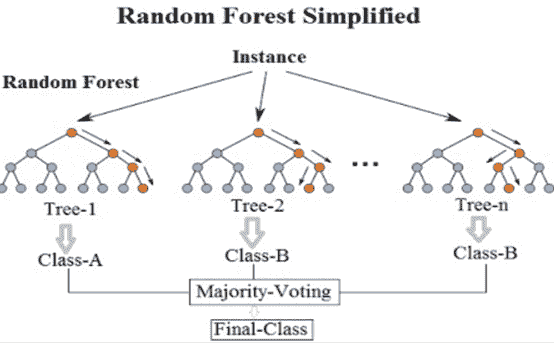 Random Forest Simplified
Instance
Random Forest
...
Tree-1 Tree-2 Tree-n
Class-A Class-B Class-B
Majority-Voting
Final-Class